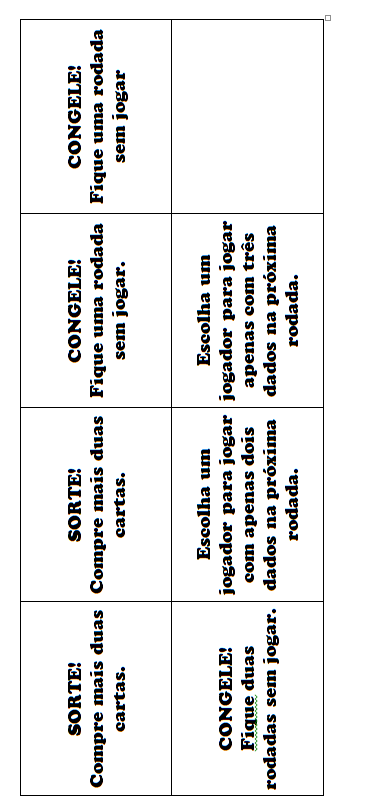 SORTE!
Compre mais duas
cartas.
SORTE!
Compre mais duas
cartas.
CONGELE!
Fique uma rodada
sem jogar.
CONGELE!
Fique uma rodada
sem jogar
CONGELE!
Fique duas
rodadas sem jogar.
Escolha um
jogador para jogar
com apenas dois
dados na próxima
rodada.
Escolha um
jogador para jogar
apenas com três
dados na próxima
rodada.